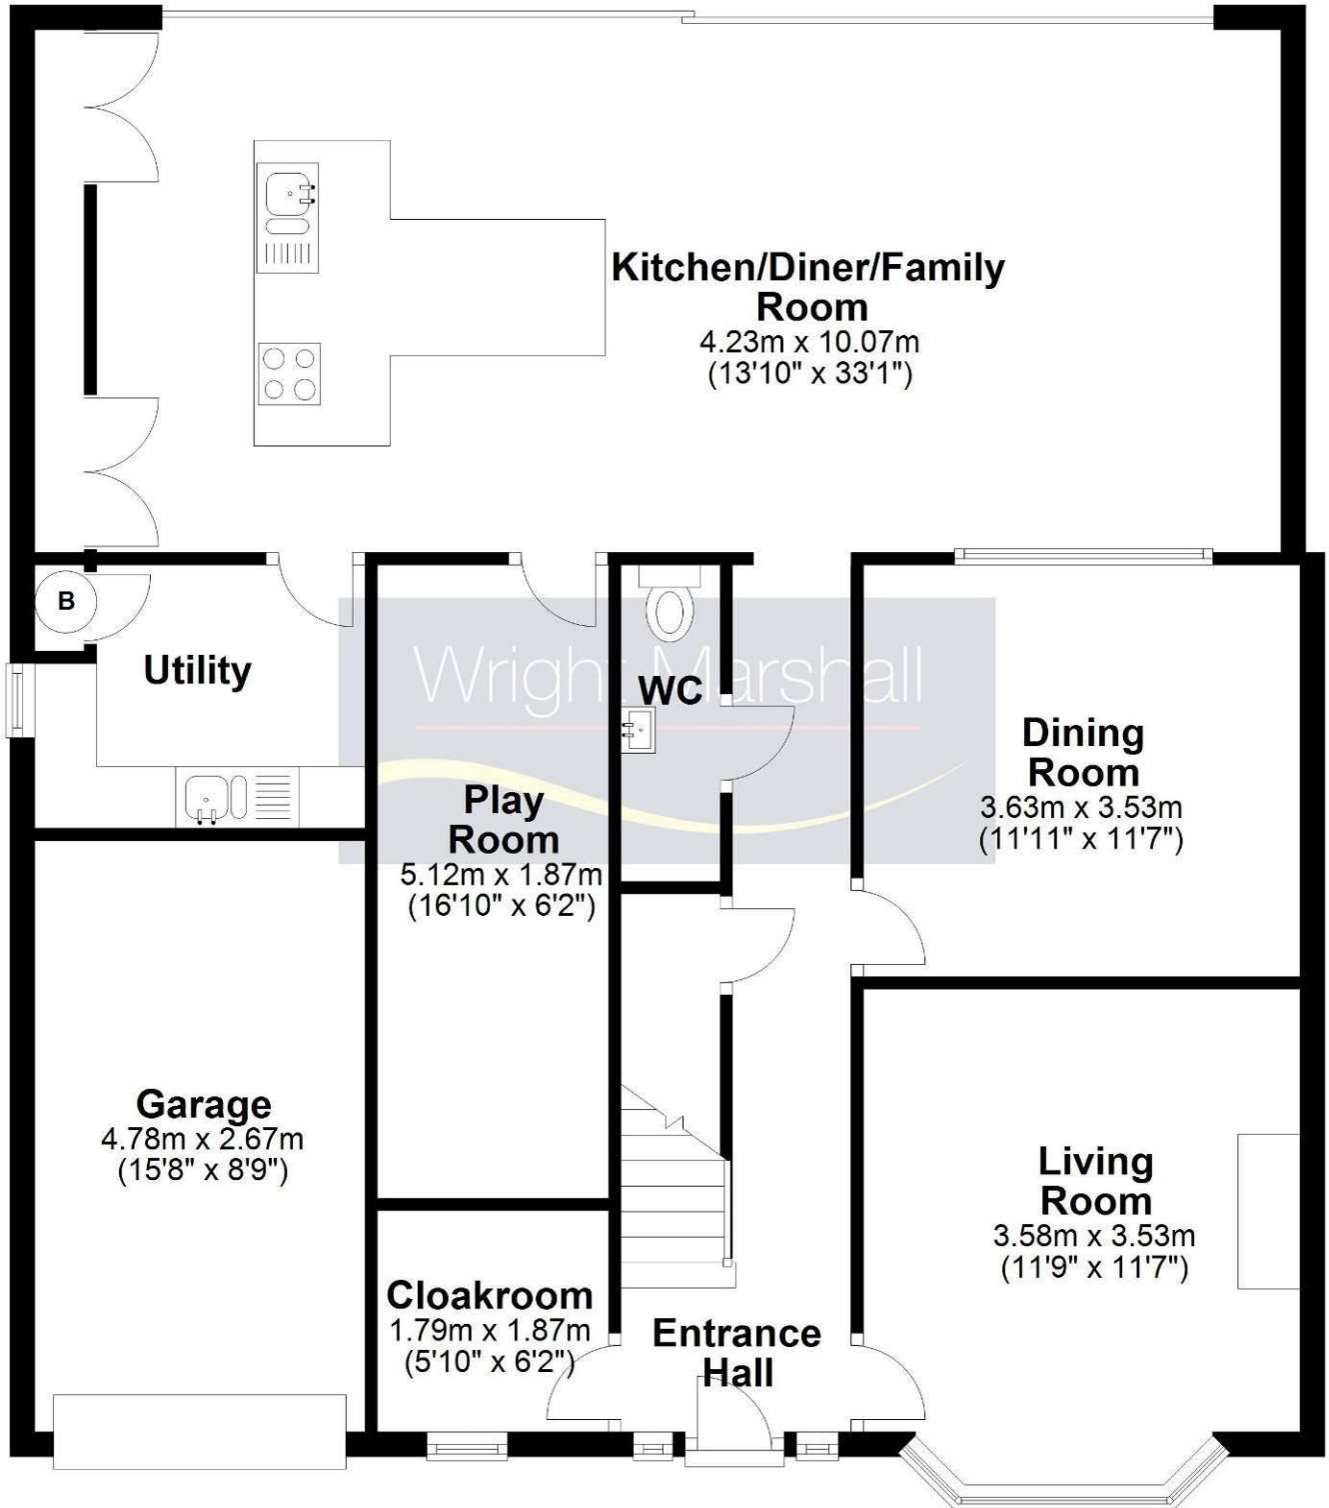 Kitchen/Diner/Family
Room
4.23m x 10.07m
(13'10" x 33'1")
B
Utility
Wright Marshall
WC
Dining
Room
3.63m x 3.53m
(11'11" x 11'7")
Play
Room
5.12m x 1.87m
(16'10" x 6'2")
Garage
4.78m x 2.67m
(15'8" x 8'9")
Living
Room
3.58m x 3.53m
(11'9" x 11'7")
Cloakroom
1.79m x 1.87m
(5'10" x 6'2")
Entrance
Hall